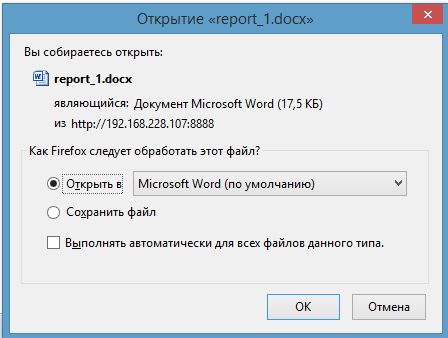 Открытие «report_1.docx»
Вы собираетесь открыть:
report_1.docx
являющийся: Документ Microsoft Word (17,5 КБ)
из http://192.168.228.107:8888
Как Firefox следует обработать этот файл?
Открыть в Microsoft Word (по умолчанию)
Сохранить файл
Выполнять автоматически для всех файлов данного типа.
ОК Отмена